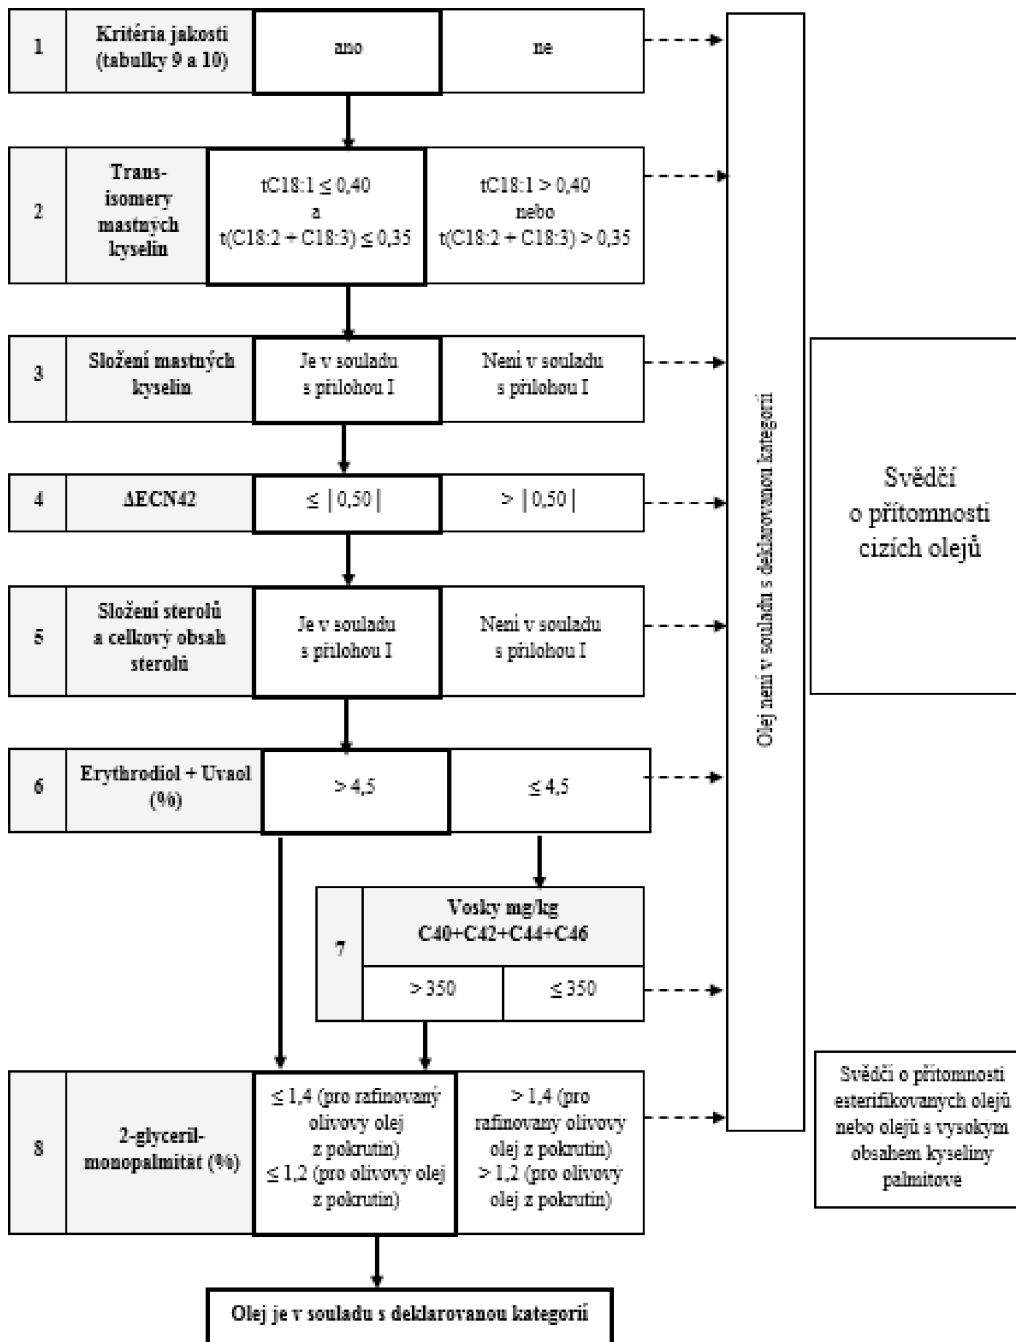 1
Kritéria jakosti
(tabulky 9 a 10)
ano
ne
2
Trans-
isomery
mastných
kyselin
tC18:1 ≤ 0,40
a
t(C18:2 + C18:3) ≤ 0,35
tC18:1 > 0,40
nebo
t(C18:2 + C18:3) > 0,35
3
Složení mastných
kyselin
Je v souladu
s přílohou I
Není v souladu
s přílohou I
4
ΔECN42
≤ | 0,50 |
> | 0,50 |
5
Složení sterolů
a celkový obsah
sterolů
Je v souladu
s přílohou I
Není v souladu
s přílohou I
6
Erythrodiol + Uvaol
(%)
> 4,5
≤ 4,5
7
Vosky mg/kg
C40+C42+C44+C46
> 350
≤ 350
8
2-glyceril-
monopalmitát (%)
≤ 1,4 (pro rafinovaný
olivový olej
z pokrutin)
≤ 1,2 (pro olivový olej
z pokrutin)
> 1,4 (pro
rafinovaný olivový
olej z pokrutin)
> 1,2 (pro olivový
olej z pokrutin)
Olej není v souladu s deklarovanou kategorií
Svědčí
o přítomnosti
cizích olejů
Svědčí o přítomnosti
esterifikovaných olejů
nebo olejů s vysokým
obsahem kyseliny
palmitové
Olej je v souladu s deklarovanou kategorií